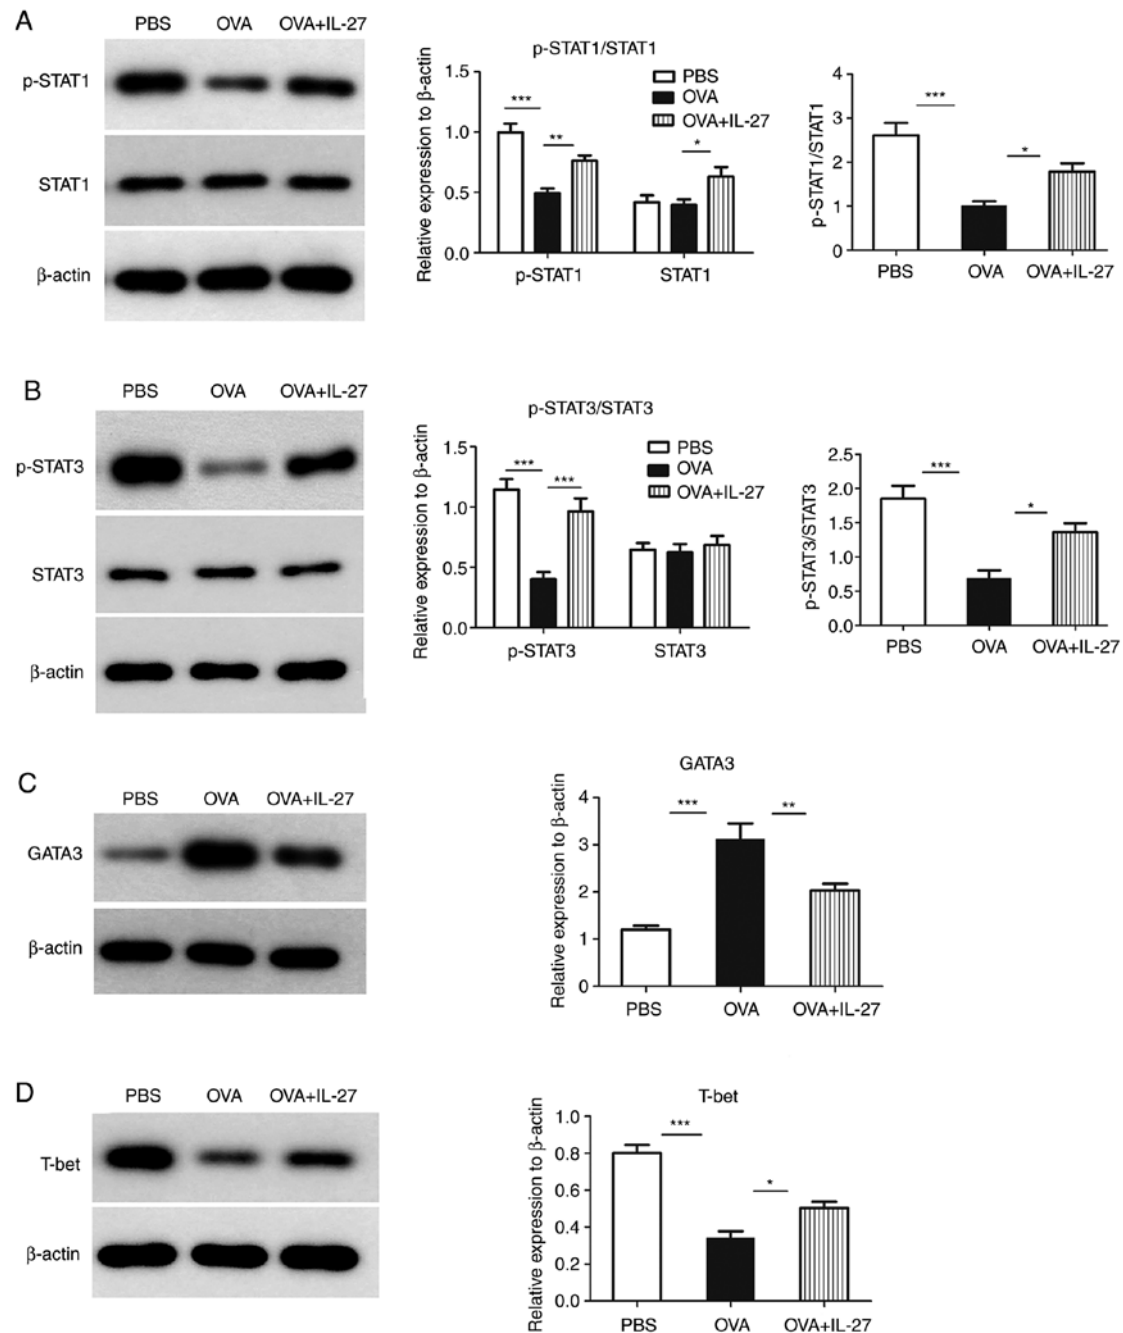 A
PBS OVA OVA+IL-27
p-STAT1
STAT1
β-actin
p-STAT1/STAT1
PBS
OVA
OVA+IL-27
Relative expression to β-actin
1.5
1.0
0.5
0.0
***
**
*
p-STAT1 STAT1
p-STAT1/STAT1
4
3
2
1
0
***
*
PBS OVA OVA+IL-27
B
PBS OVA OVA+IL-27
p-STAT3
STAT3
β-actin
p-STAT3/STAT3
PBS
OVA
OVA+IL-27
Relative expression to β-actin
1.5
1.0
0.5
0.0
***
***
p-STAT3 STAT3
p-STAT3/STAT3
2.5
2.0
1.5
1.0
0.5
0.0
***
*
PBS OVA OVA+IL-27
C
PBS OVA OVA+IL-27
GATA3
β-actin
GATA3
Relative expression to β-actin
4
3
2
1
0
***
**
PBS OVA OVA+IL-27
D
PBS OVA OVA+IL-27
T-bet
β-actin
T-bet
Relative expression to β-actin
1.0
0.8
0.6
0.4
0.2
0.0
***
*
PBS OVA OVA+IL-27